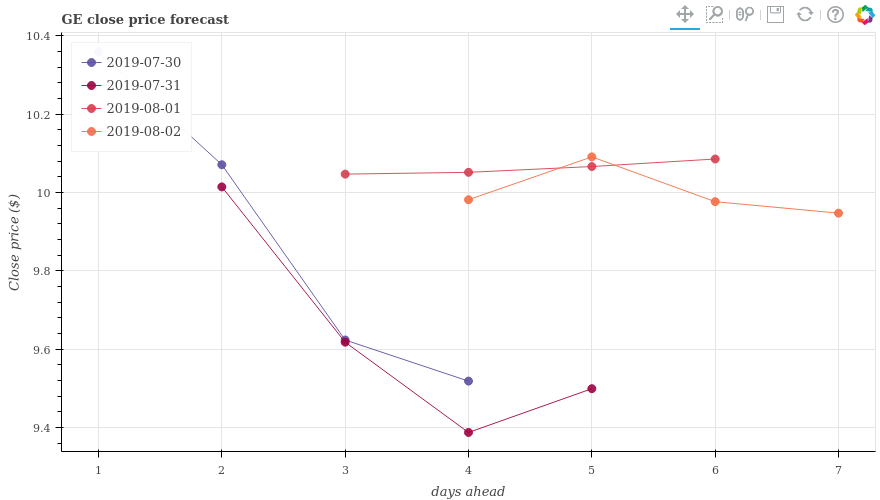 GE close price forecast
10.4
10.2
10
9.8
9.6
9.4
Close price ($)
2019-07-30
2019-07-31
2019-08-01
2019-08-02
1 2 3 4 5 6 7
days ahead